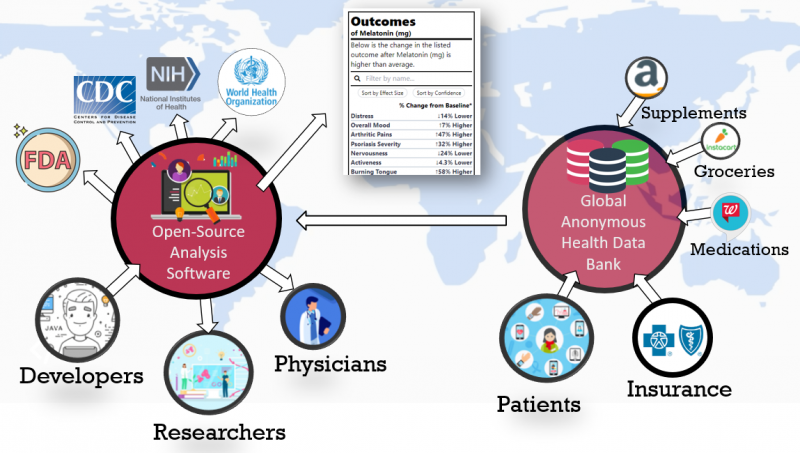 Outcomes
of Melatonin (mg)
Below is the change in the listed
outcome after Melatonin (mg) is
higher than average.
Filter by name...
Sort by Effect Size Sort by Confidence
% Change from Baseline*
Distress ↓14% Lower
Overall Mood ↑7% Higher
Arthritic Pains ↑47% Higher
Psoriasis Severity ↑32% Higher
Nervousness ↓24% Lower
Activeness ↓4.3% Lower
Burning Tongue ↑58% Higher
CDC
CENTERS FOR DISEASE
CONTROL AND PREVENTION
NIH
National Institutes
of Health
World Health
Organization
FDA
Open-Source
Analysis
Software
JAVA
Developers
Researchers
Physicians
Global
Anonymous
Health Data
Bank
a
Supplements
instacart
Groceries
W
Medications
Patients
Insurance